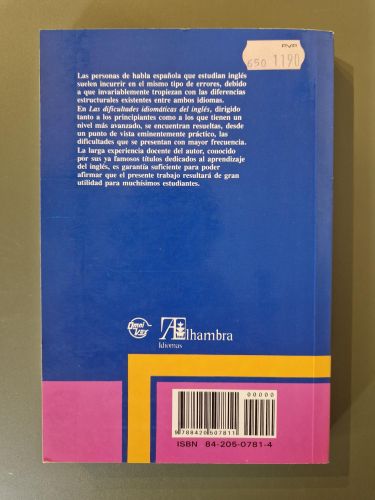 PVP
650 1190
Las personas de habla española que estudian inglés
suelen incurrir en el mismo tipo de errores, debido
a que invariablemente tropiezan con las diferencias
estructurales existentes entre ambos idiomas.
En Las dificultades idiomáticas del inglés, dirigido
tanto a los principiantes como a los que tienen un
nivel más avanzado, se encuentran resueltas, desde
un punto de vista eminentemente práctico, las
dificultades que se presentan con mayor frecuencia.
La larga experiencia docente del autor, conocido
por sus ya famosos títulos dedicados al aprendizaje
del inglés, es garantía suficiente para poder
afirmar que el presente trabajo resultará de gran
utilidad para muchísimos estudiantes.
Omni
Vox
Alhambra
Idiomas
00000
9788420507811
ISBN 84-205-0781-4